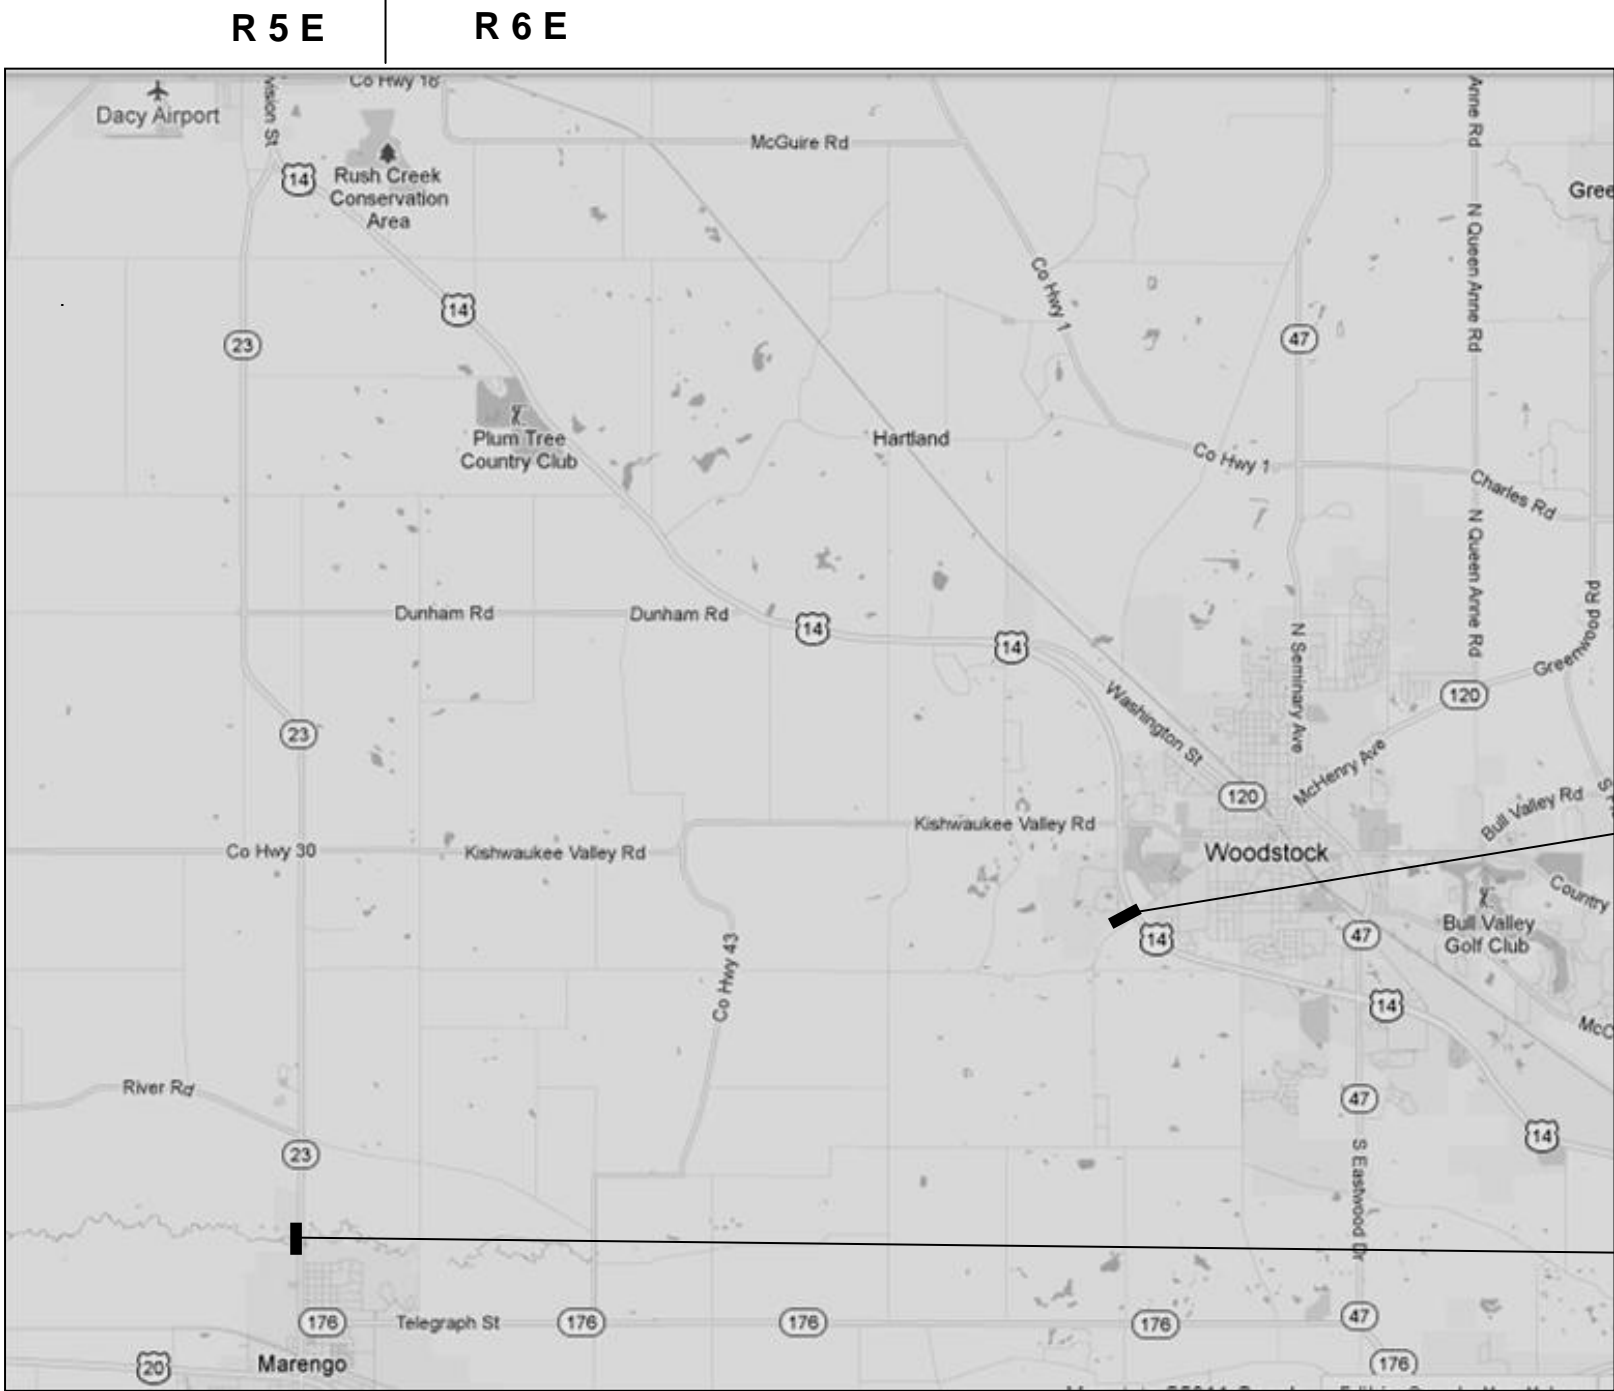 R 5 E
R 6 E
Co Hwy 18
Dacy Airport
vision St
Anne Rd
McGuire Rd
14
Rush Creek
Conservation
Area
Gree
N Queen Anne Rd
Co Hwy 1
14
23
47
Plum Tree
Country Club
Hartland
Co Hwy 1
Charles Rd
N Queen Anne Rd
Dunham Rd
Dunham Rd
14
14
N Seminary Ave
Greenwood Rd
120
Washington St
23
McHenry Ave
120
Bull Valley Rd
Kishwaukee Valley Rd
Co Hwy 30
Kishwaukee Valley Rd
Woodstock
Country
Bull Valley
Golf Club
14
47
Co Hwy 43
14
McC
River Rd
47
14
23
S Eastwood Dr
176
Telegraph St
176
176
176
47
20
Marengo
176